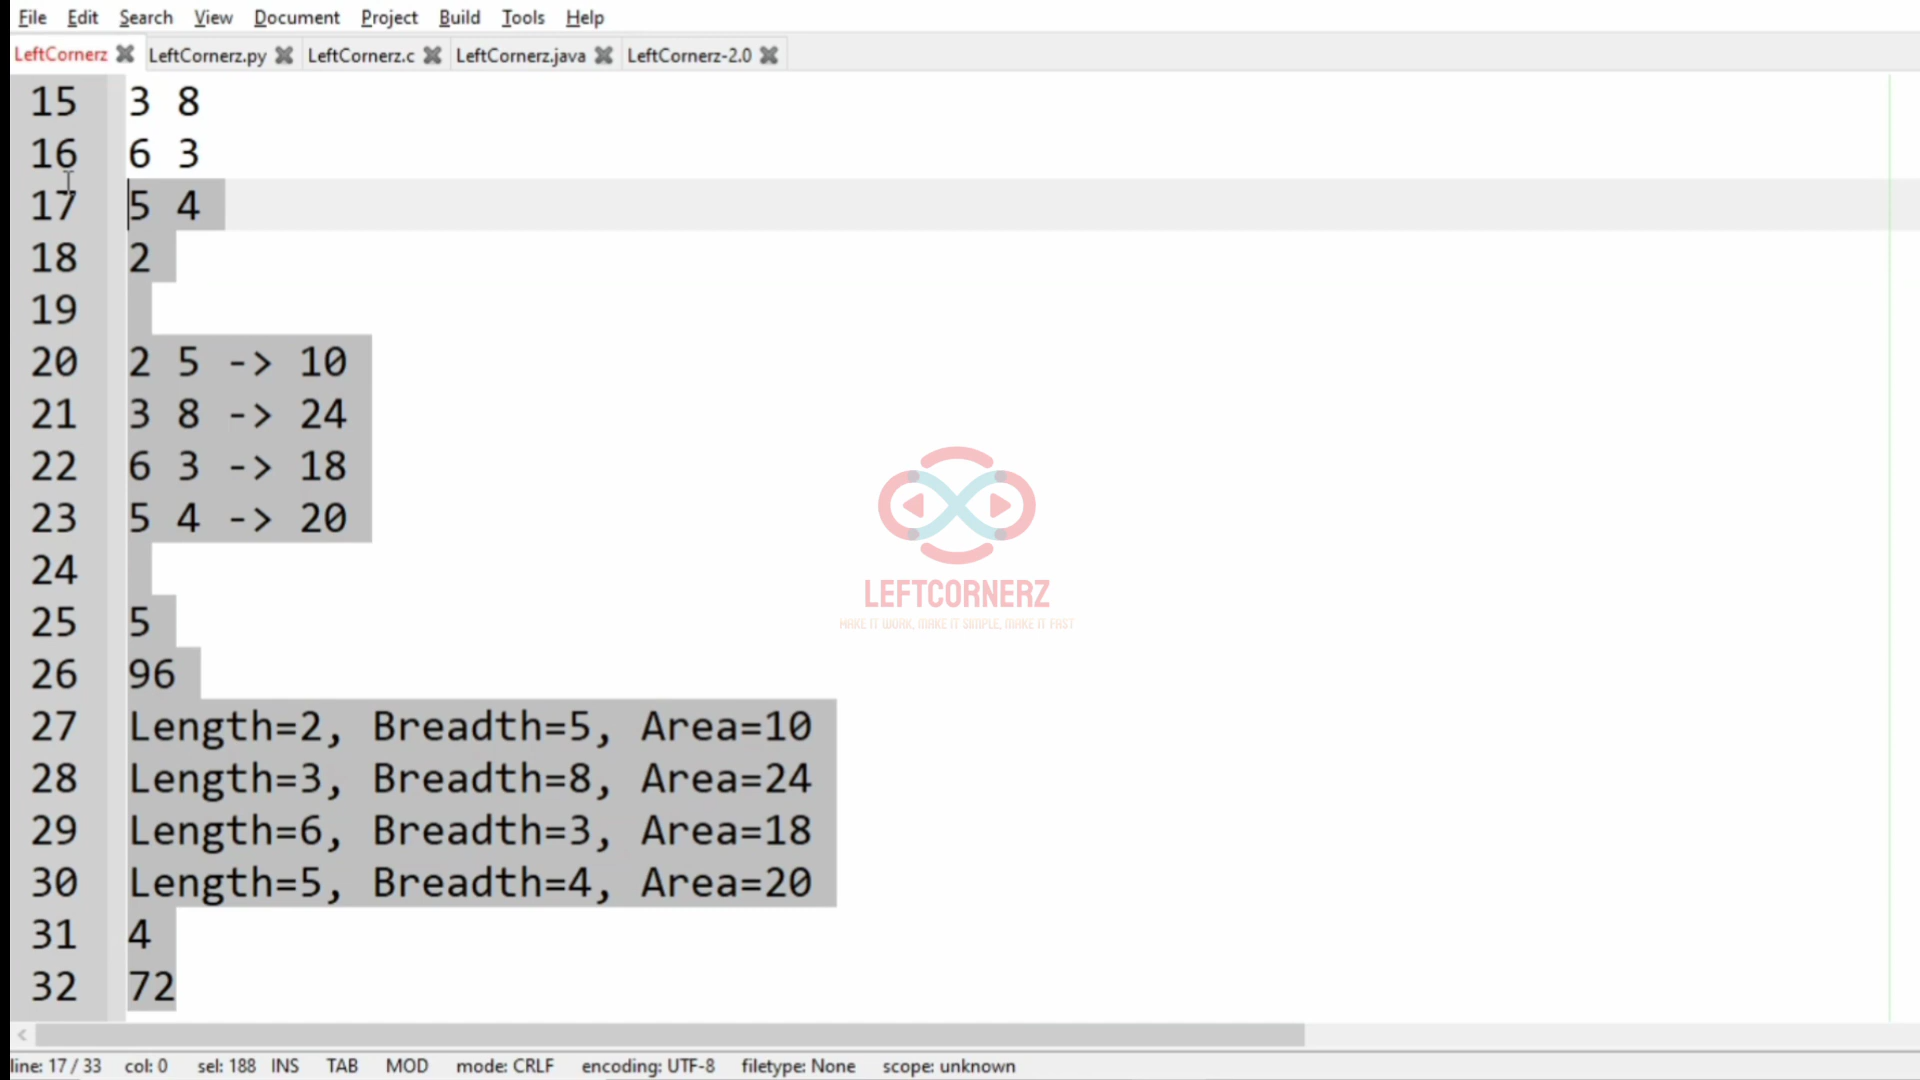 File Edit Search View Document Project Build Tools Help
LeftCornerz LeftCornerz.py LeftCornerz.c LeftCornerz.java LeftCornerz-2.0
15 3 8
16 6 3
17 5 4
18 2
19
20 2 5 -> 10
21 3 8 -> 24
22 6 3 -> 18
23 5 4 -> 20
24
25 5
26 96
27 Length=2, Breadth=5, Area=10
28 Length=3, Breadth=8, Area=24
29 Length=6, Breadth=3, Area=18
30 Length=5, Breadth=4, Area=20
31 4
32 72
LEFTCORNERZ
MAKE IT WORK, MAKE IT SIMPLE, MAKE IT FAST
line: 17 / 33 col: 0 sel: 188 INS TAB MOD mode: CRLF encoding: UTF-8 filetype: None scope: unknown